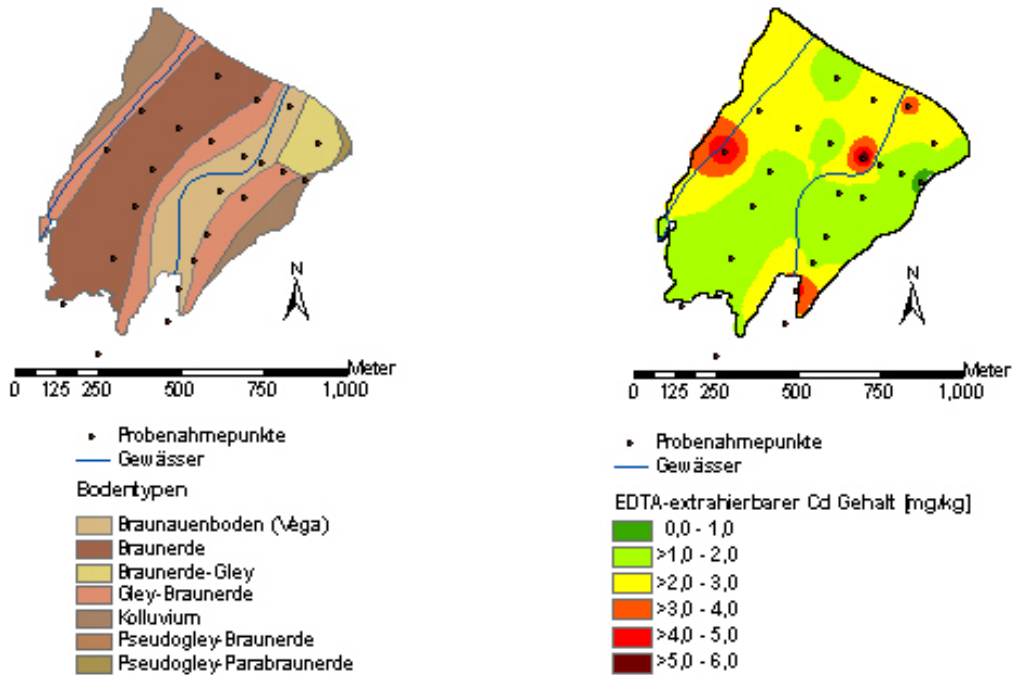 N
Meter
0 125 250 500 750 1,000
Probenahmepunkte
Gewässer
Bodentypen
Braunauenboden (Vega)
Braunerde
Braunerde-Gley
Gley-Braunerde
Kolluvium
Pseudogley-Braunerde
Pseudogley-Parabraunerde
N
Meter
0 125 250 500 750 1,000
Probenahmepunkte
Gewässer
EDTA-extrahierbarer Cd Gehalt [mg/kg]
0,0 - 1,0
>1,0 - 2,0
>2,0 - 3,0
>3,0 - 4,0
>4,0 - 5,0
>5,0 - 6,0